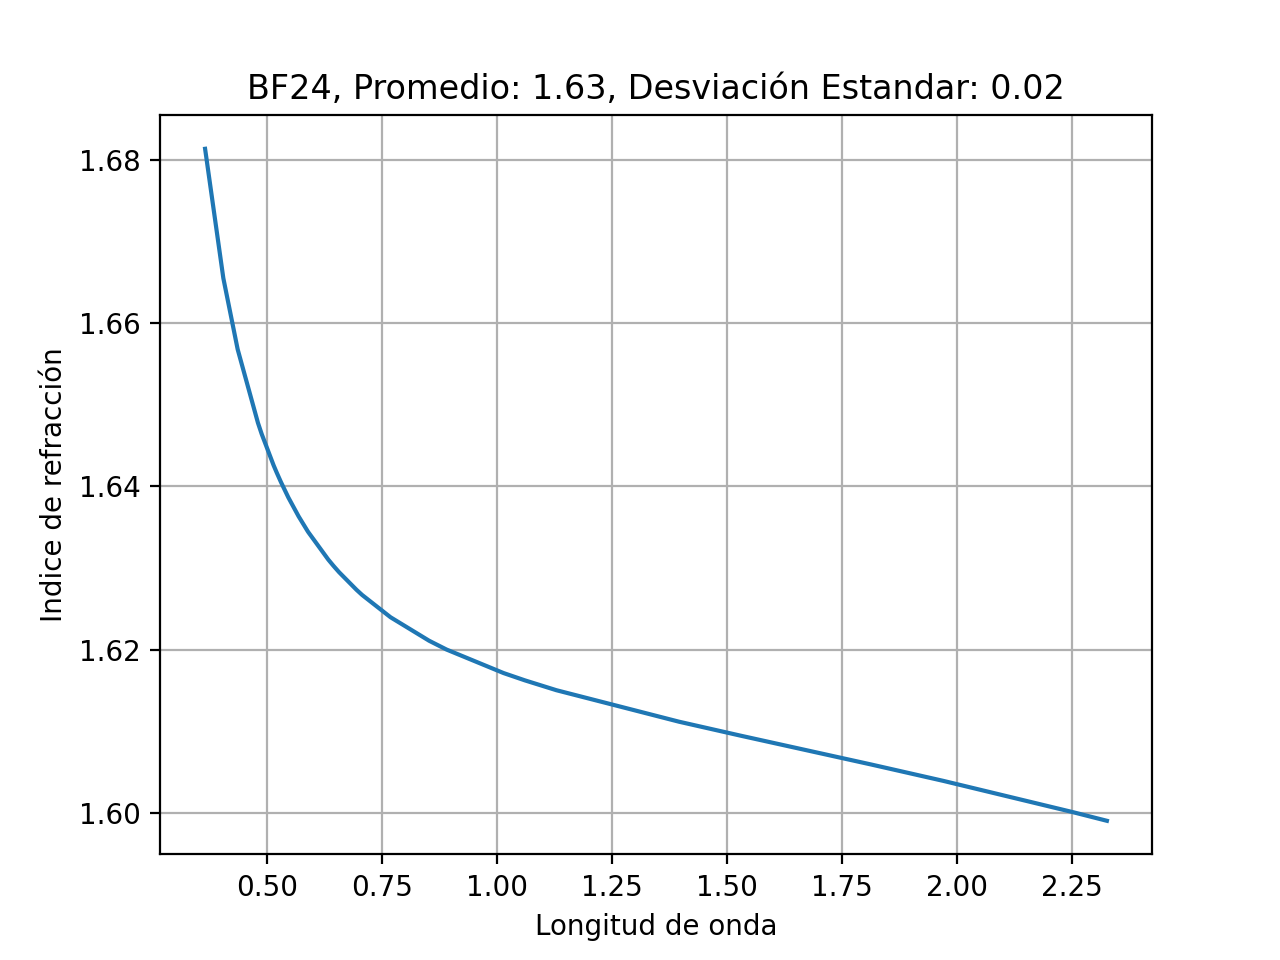 BF24, Promedio: 1.63, Desviación Estandar: 0.02
1.68
1.66
1.64
1.62
1.60
Indice de refracción
0.50 0.75 1.00 1.25 1.50 1.75 2.00 2.25
Longitud de onda